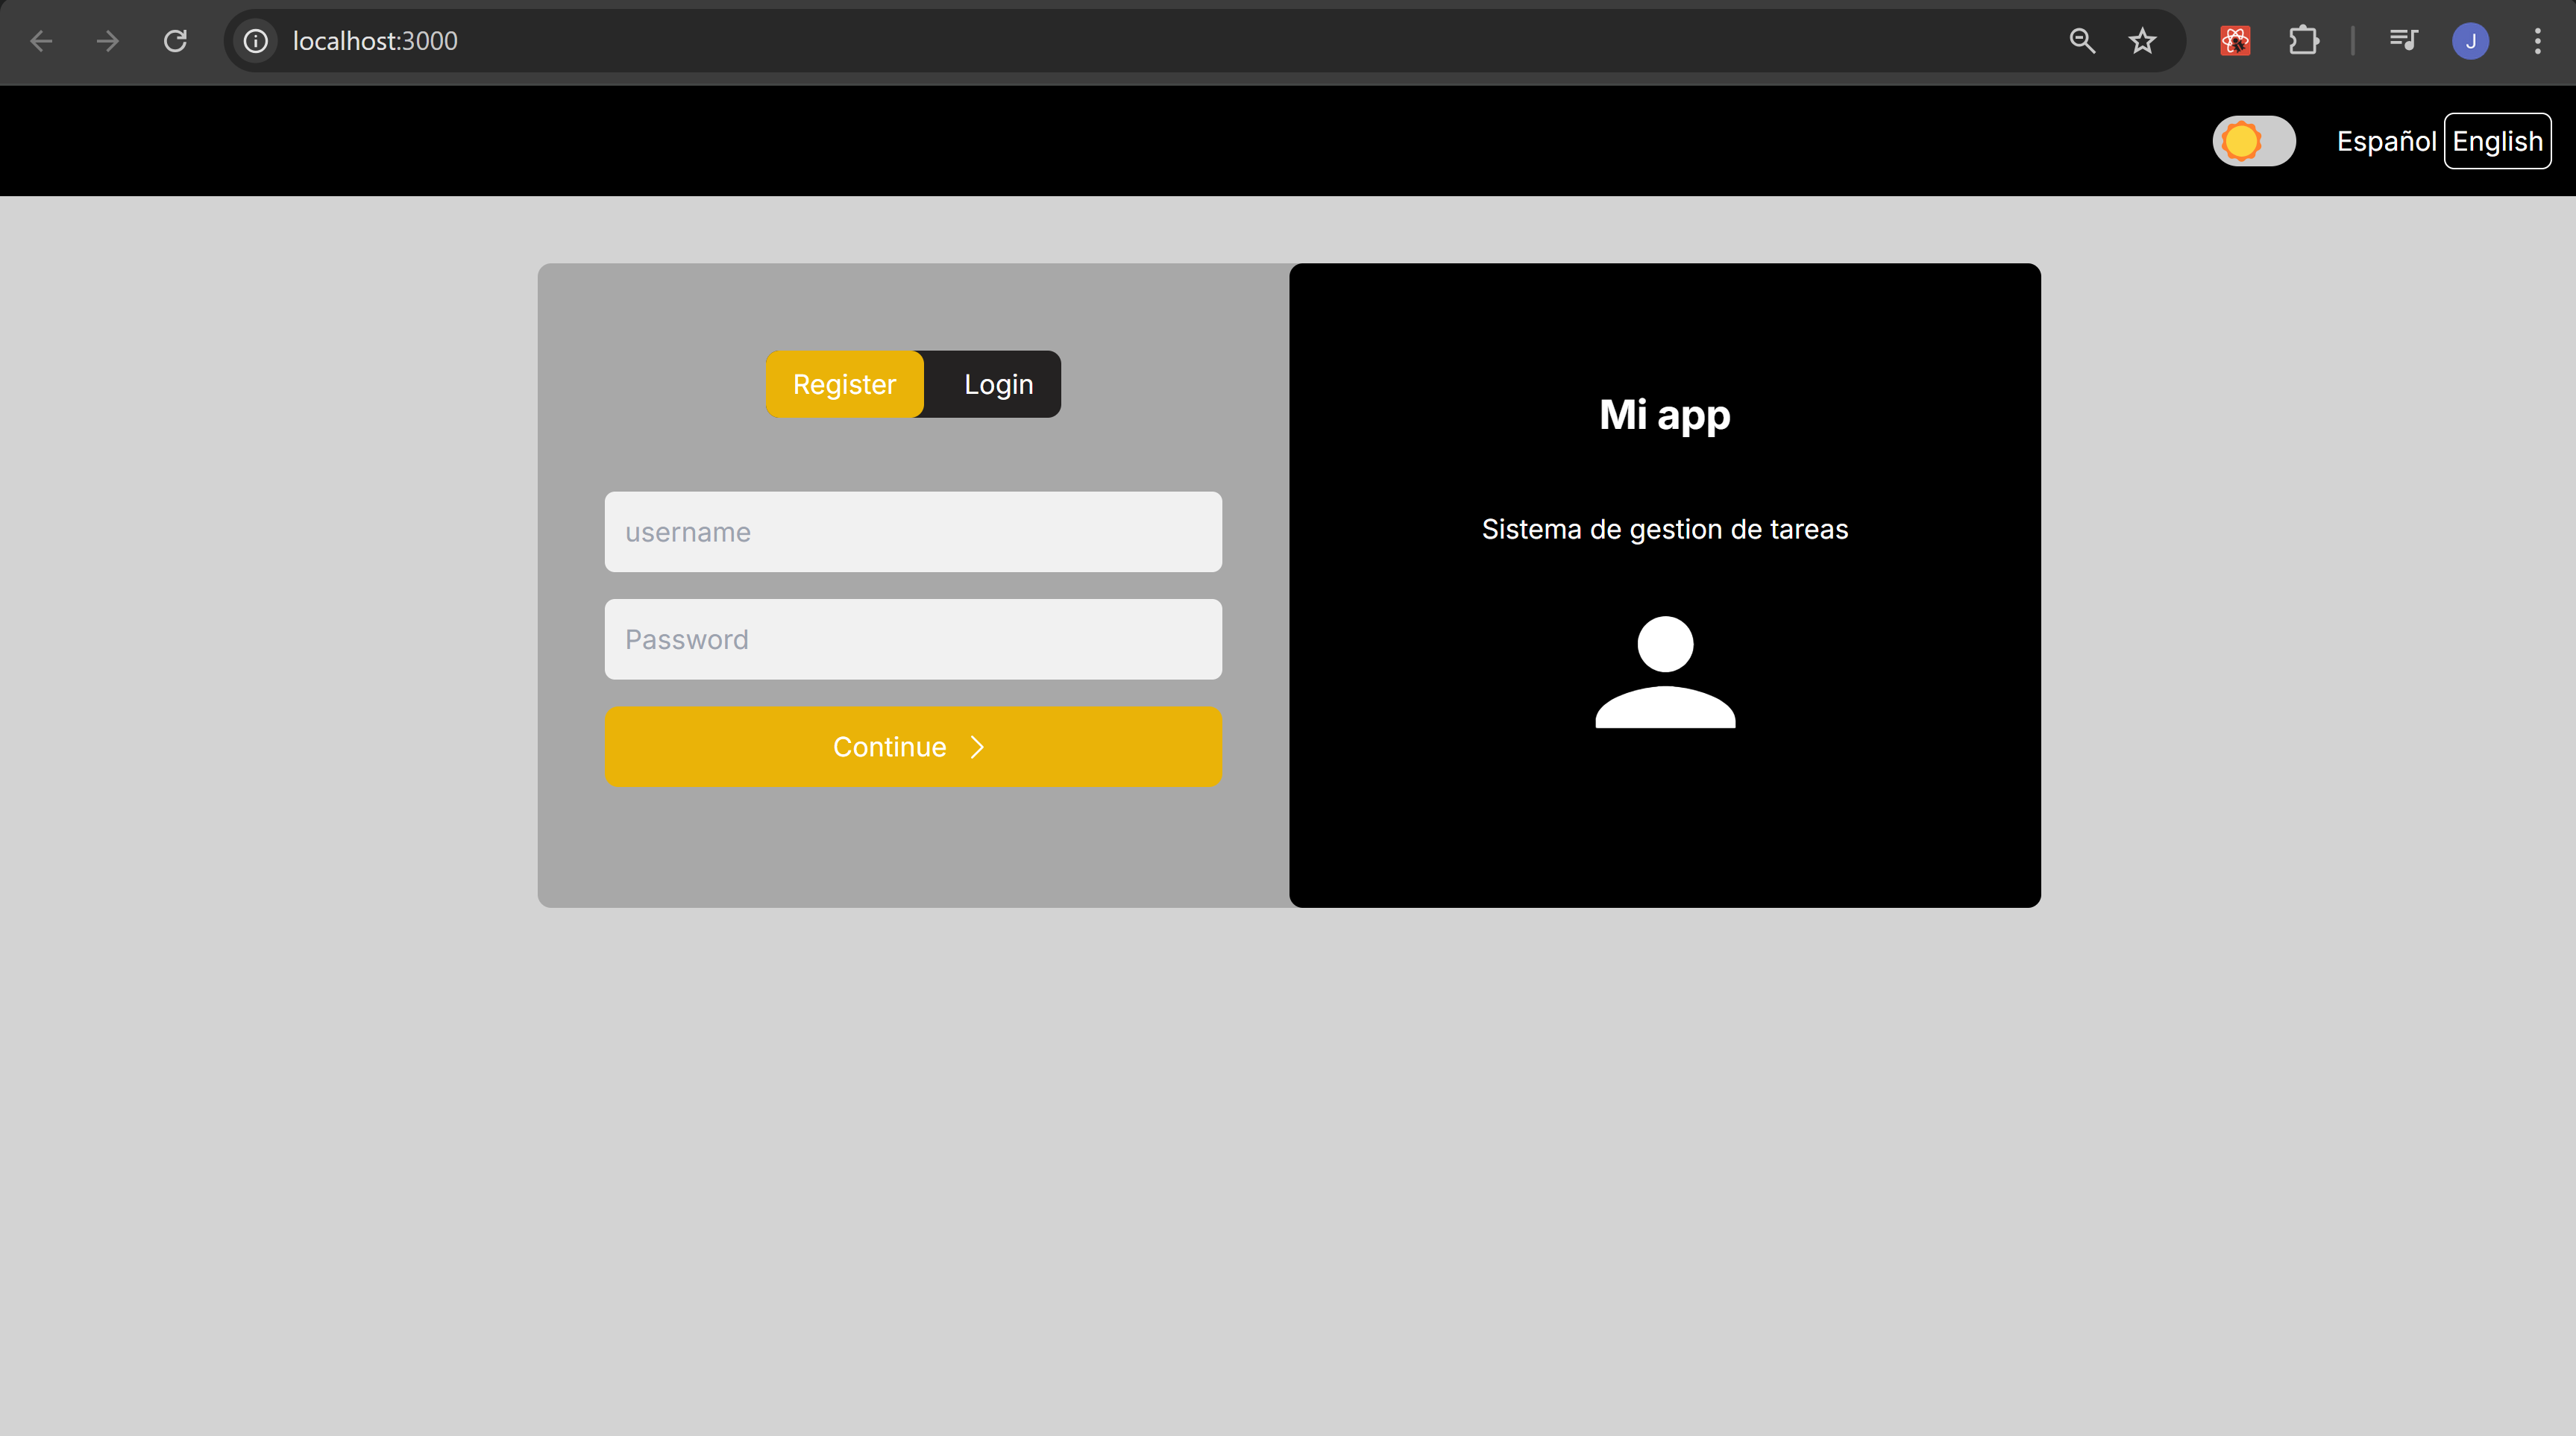 localhost:3000
J
Español English
Register Login
username
Password
Continue
Mi app
Sistema de gestion de tareas